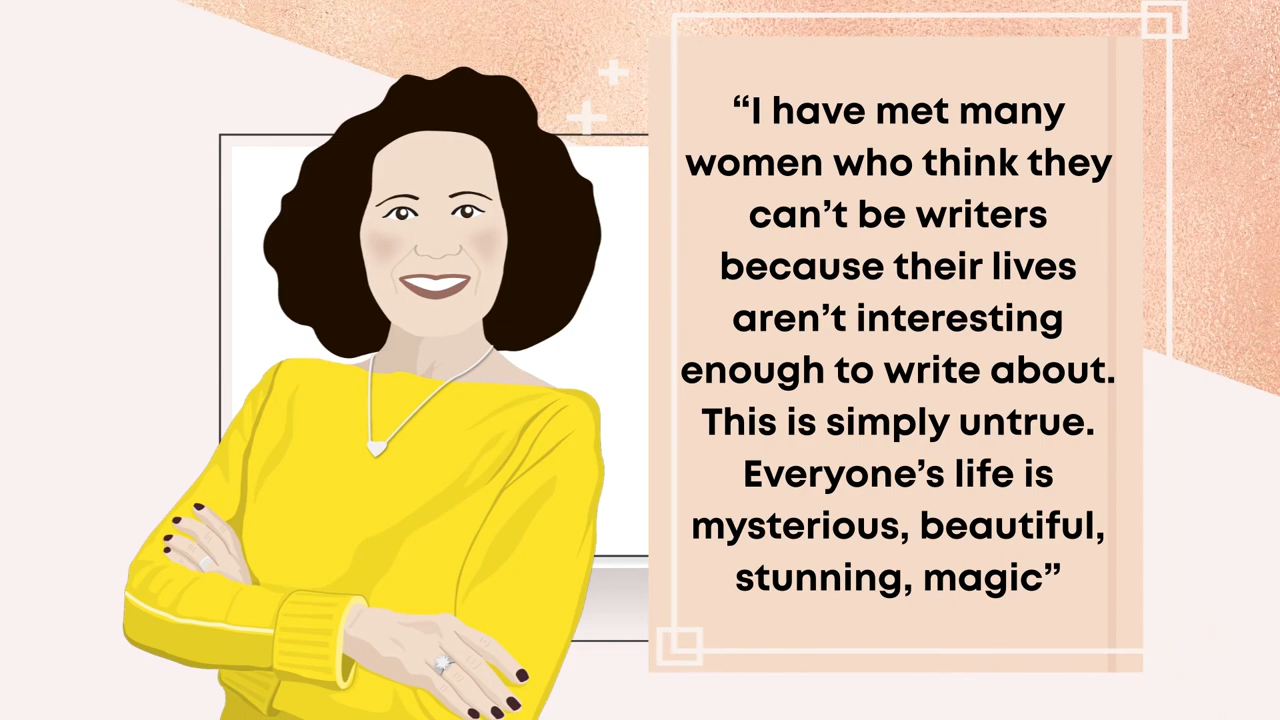 “I have met many
women who think they
can’t be writers
because their lives
aren’t interesting
enough to write about.
This is simply untrue.
Everyone’s life is
mysterious, beautiful,
stunning, magic”